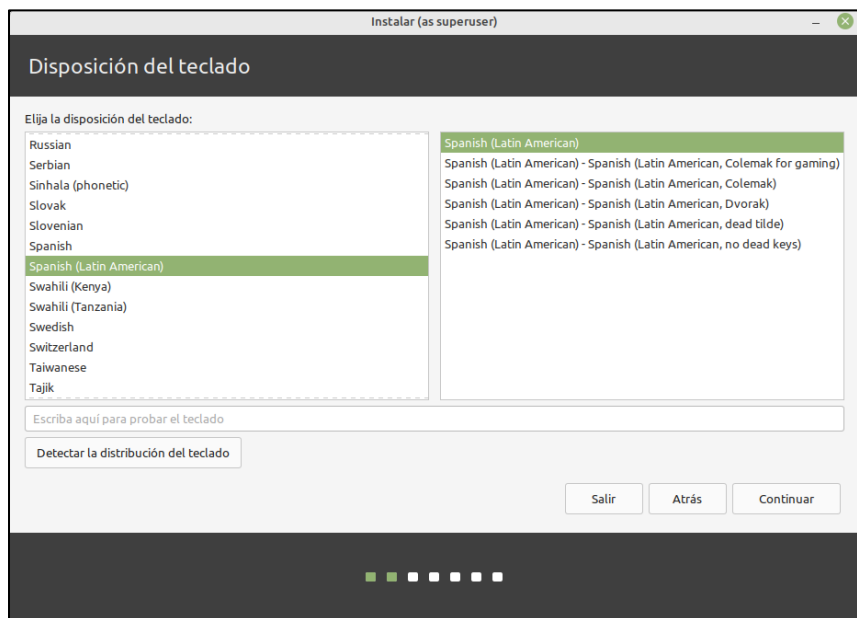 Instalar (as superuser)
Disposición del teclado
Elija la disposición del teclado:
Russian
Serbian
Sinhala (phonetic)
Slovak
Slovenian
Spanish
Spanish (Latin American)
Swahili (Kenya)
Swahili (Tanzania)
Swedish
Switzerland
Taiwanese
Tajik
Spanish (Latin American)
Spanish (Latin American) - Spanish (Latin American, Colemak for gaming)
Spanish (Latin American) - Spanish (Latin American, Colemak)
Spanish (Latin American) - Spanish (Latin American, Dvorak)
Spanish (Latin American) - Spanish (Latin American, dead tilde)
Spanish (Latin American) - Spanish (Latin American, no dead keys)
Escriba aquí para probar el teclado
Detectar la distribución del teclado
Salir
Atrás
Continuar